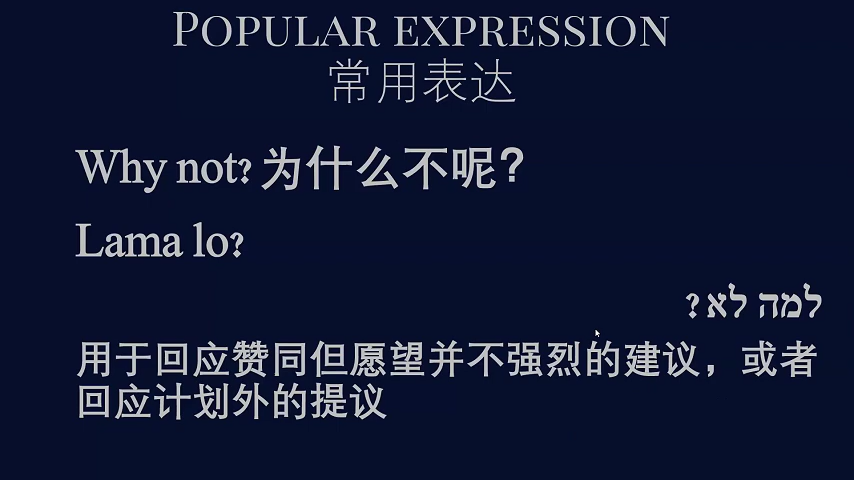 POPULAR EXPRESSION
常用表达
Why not? 为什么不呢?
Lama lo?
למה לא?
用于回应赞同但愿望并不强烈的建议，或者
回应计划外的提议